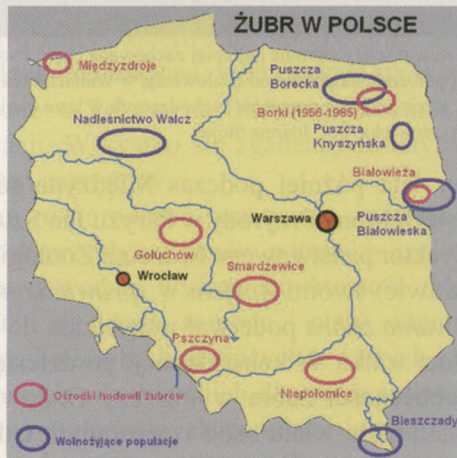 ŻUBR W POLSCE
Międzyzdroje
Puszcza
Borecka
Nadleśnictwo Wałcz
Borki (1956-1985)
Puszcza
Knyszyńska
Białowieża
Warszawa
Puszcza
Białowieska
Gołuchów
Wrocław
Smardzewice
Pszczyna
Niepołomice
Ośrodki hodowli żubrów
Bieszczady
Wolnożyjące populacje